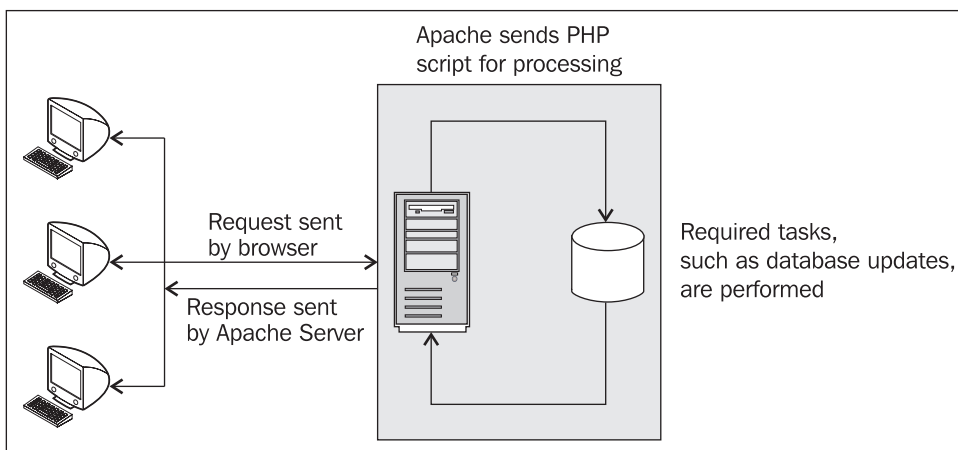 Apache sends PHP
script for processing
Request sent
by browser
Response sent
by Apache Server
Required tasks,
such as database updates,
are performed